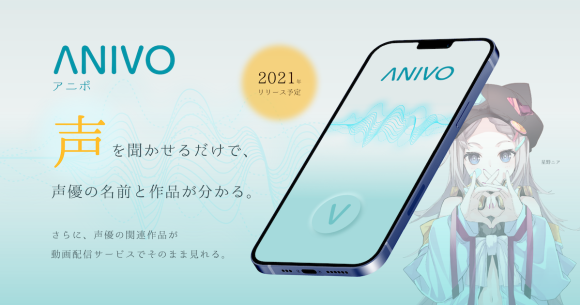 ANIVO
アニボ
2021年
リリース予定
声を聞かせるだけで、
声優の名前と作品が分かる。
さらに、声優の関連作品が
動画配信サービスでそのまま見れる。
ANIVO
V